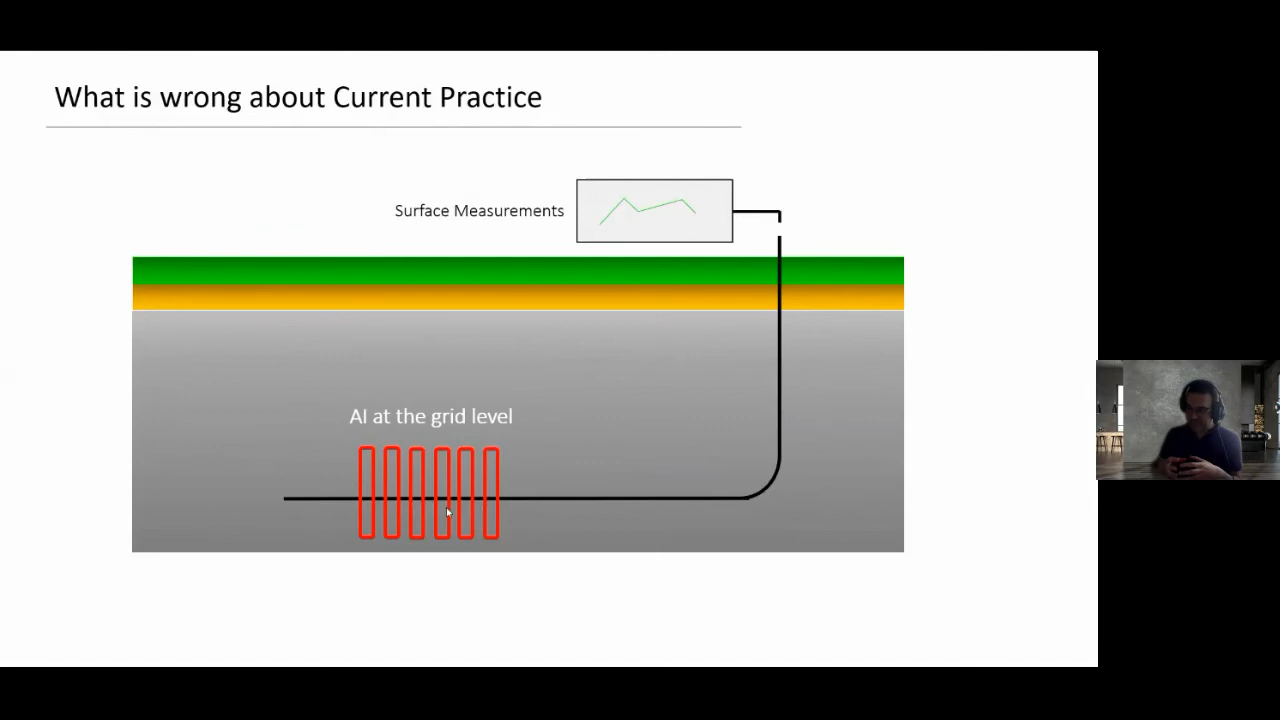 What is wrong about Current Practice
Surface Measurements
AI at the grid level